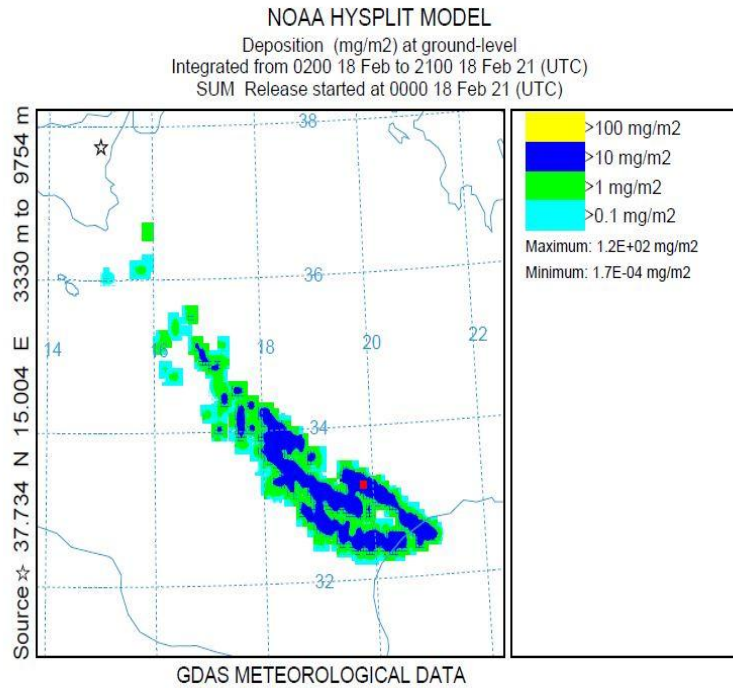 NOAA HYSPLIT MODEL
Deposition (mg/m2) at ground-level
Integrated from 0200 18 Feb to 2100 18 Feb 21 (UTC)
SUM Release started at 0000 18 Feb 21 (UTC)
Source ☆ 37.734 N 15.004 E 3330 m to 9754 m
38
36
14
16
18
20
22
34
32
>100 mg/m2
>10 mg/m2
>1 mg/m2
>0.1 mg/m2
Maximum: 1.2E+02 mg/m2
Minimum: 1.7E-04 mg/m2
GDAS METEOROLOGICAL DATA